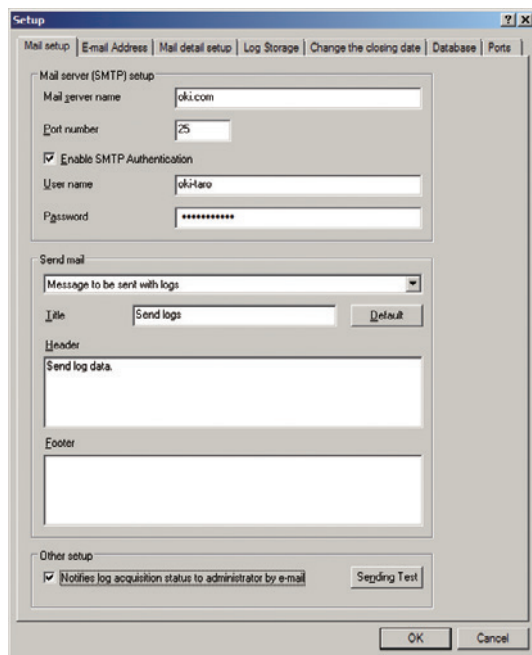 Setup
Mail setup E-mail Address Mail detail setup Log Storage Change the closing date Database Ports
Mail server (SMTP) setup
Mail server name oki.com
Port number 25
Enable SMTP Authentication
User name oki-taro
Password •••••••••••
Send mail
Message to be sent with logs
Title Send logs Default
Header
Send log data.
Footer
Other setup
Notifies log acquisition status to administrator by e-mail Sending Test
OK Cancel